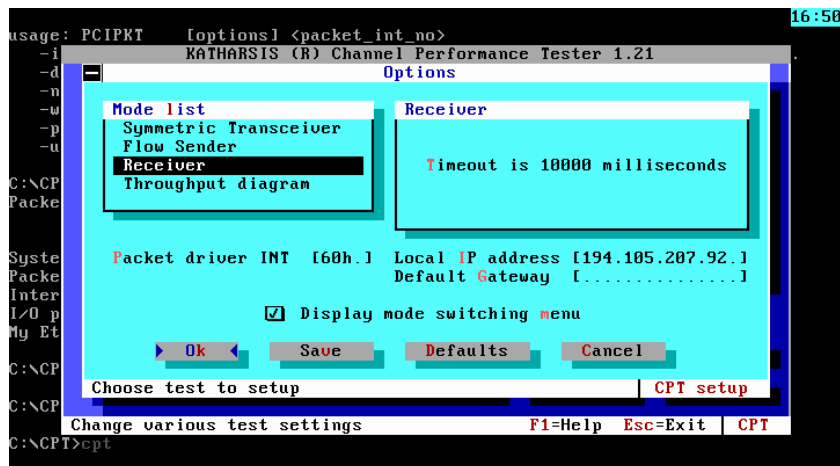 16:50
usage: PCIPKT [options] <packet_int_no>
-i KATHARSIS (R) Channel Performance Tester 1.21 .
-d Options
-n
-w Mode list Receiver
-p Symmetric Transceiver
-u Flow Sender
Receiver Timeout is 10000 milliseconds
C:\CP Throughput diagram
Packe
Syste Packet driver INT [60h.] Local IP address [194.105.207.92.]
Packe Default Gateway [...............]
Inter
I/O p Display mode switching menu
My Et
Ok Save Defaults Cancel
C:\CP
Choose test to setup CPT setup
C:\CP
Change various test settings F1=Help Esc=Exit CPT
C:\CPT>cpt